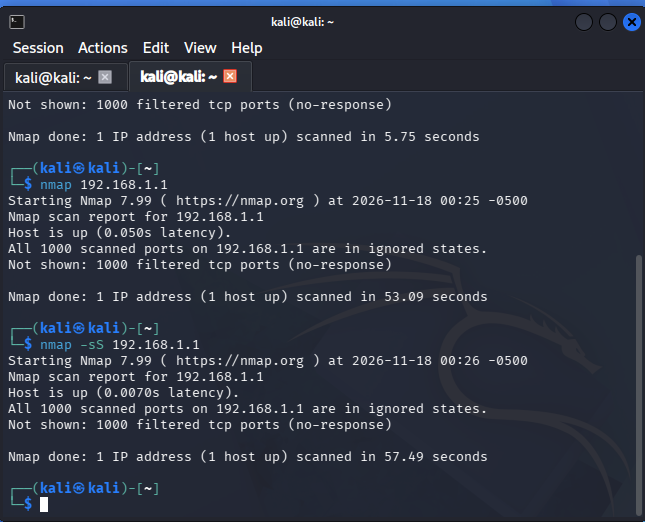 kali@kali: ~
Session Actions Edit View Help
kali@kali: ~ kali@kali: ~
Not shown: 1000 filtered tcp ports (no-response)
Nmap done: 1 IP address (1 host up) scanned in 5.75 seconds
┌──(kali㉿kali)-[~]
└─$ nmap 192.168.1.1
Starting Nmap 7.99 ( https://nmap.org ) at 2026-11-18 00:25 -0500
Nmap scan report for 192.168.1.1
Host is up (0.050s latency).
All 1000 scanned ports on 192.168.1.1 are in ignored states.
Not shown: 1000 filtered tcp ports (no-response)
Nmap done: 1 IP address (1 host up) scanned in 53.09 seconds
┌──(kali㉿kali)-[~]
└─$ nmap -sS 192.168.1.1
Starting Nmap 7.99 ( https://nmap.org ) at 2026-11-18 00:26 -0500
Nmap scan report for 192.168.1.1
Host is up (0.0070s latency).
All 1000 scanned ports on 192.168.1.1 are in ignored states.
Not shown: 1000 filtered tcp ports (no-response)
Nmap done: 1 IP address (1 host up) scanned in 57.49 seconds
┌──(kali㉿kali)-[~]
└─$